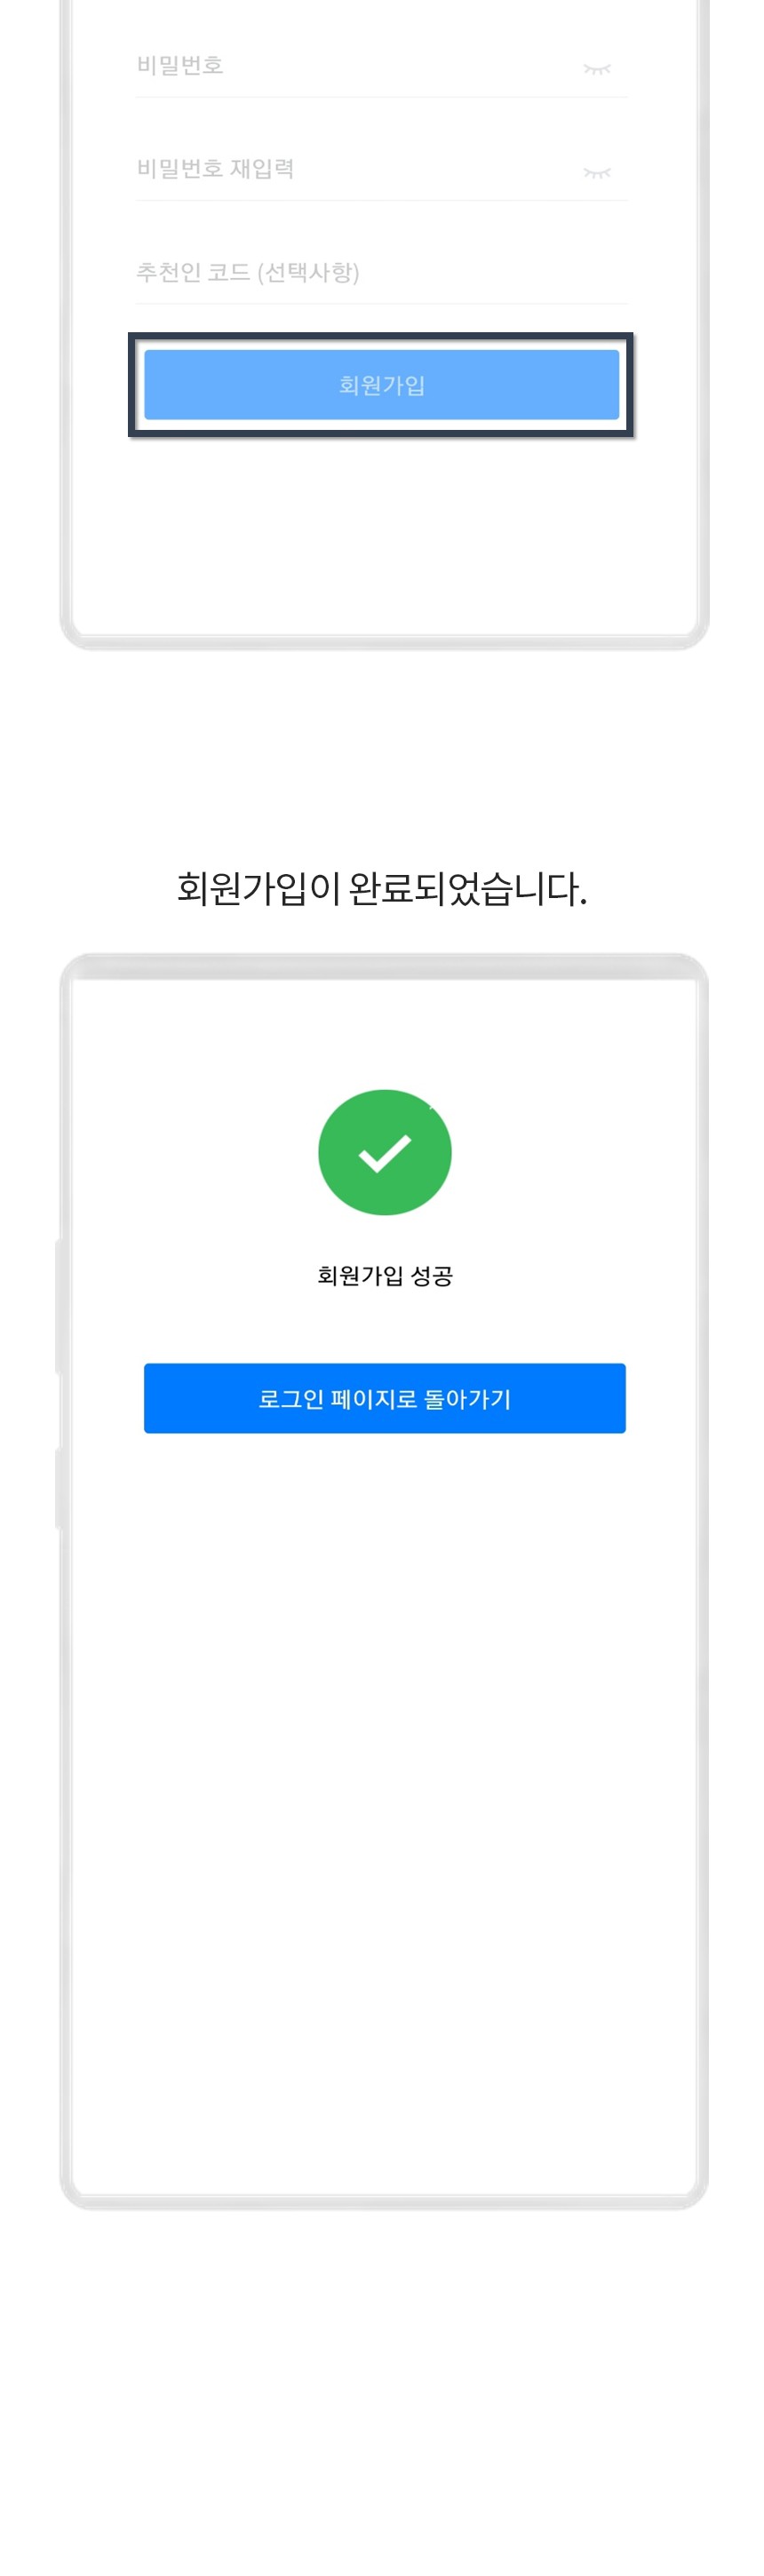 비밀번호
비밀번호 재입력
추천인 코드 (선택사항)
회원가입
회원가입이 완료되었습니다.
회원가입 성공
로그인 페이지로 돌아가기